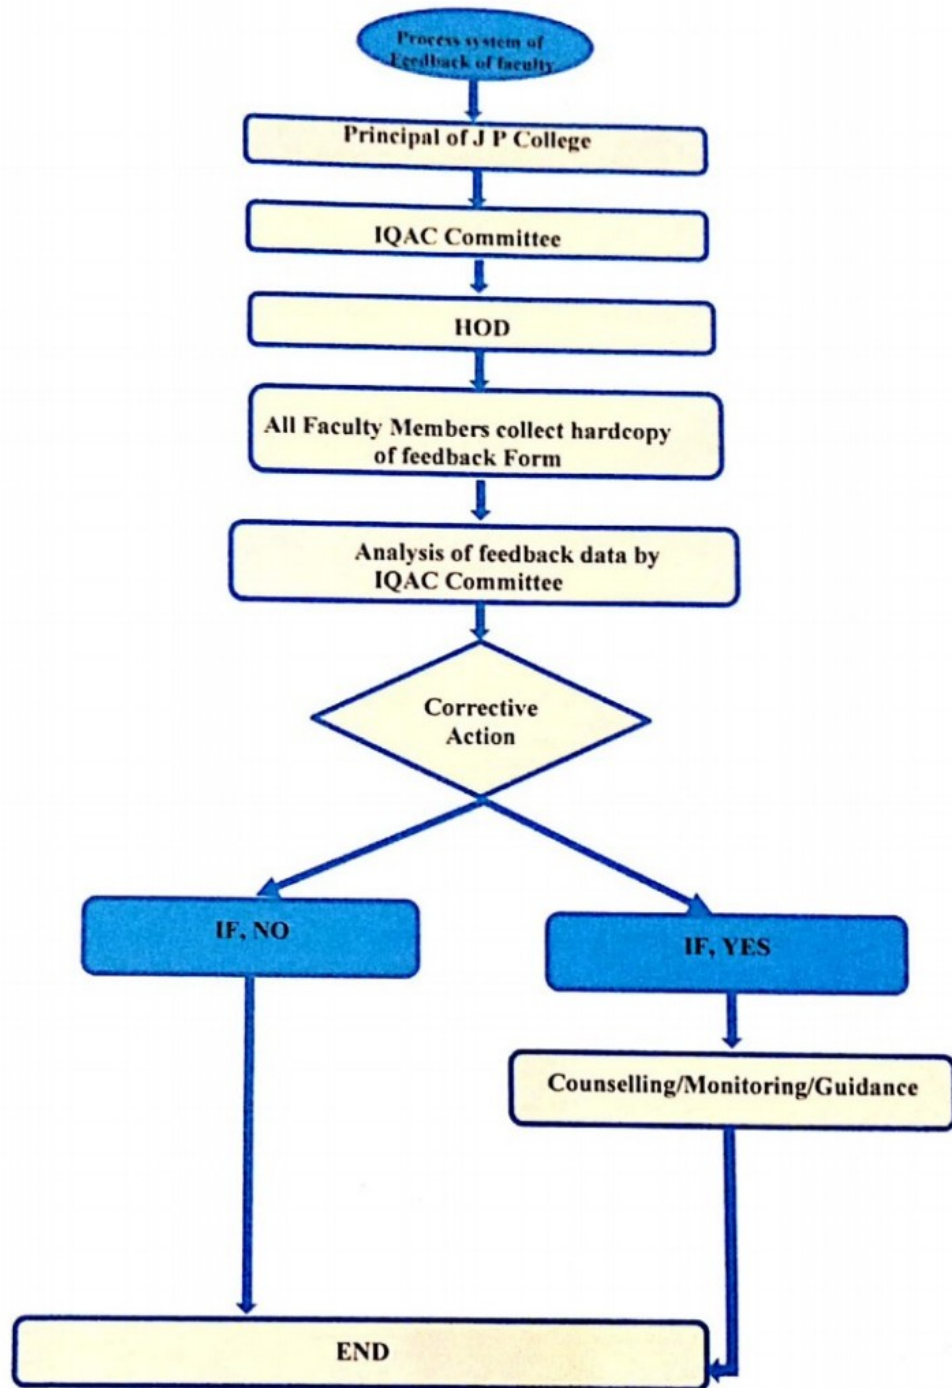 Process system of
Feedback of faculty
Principal of J P College
IQAC Committee
HOD
All Faculty Members collect hardcopy
of feedback Form
Analysis of feedback data by
IQAC Committee
Corrective
Action
IF, NO
IF, YES
Counselling/Monitoring/Guidance
END